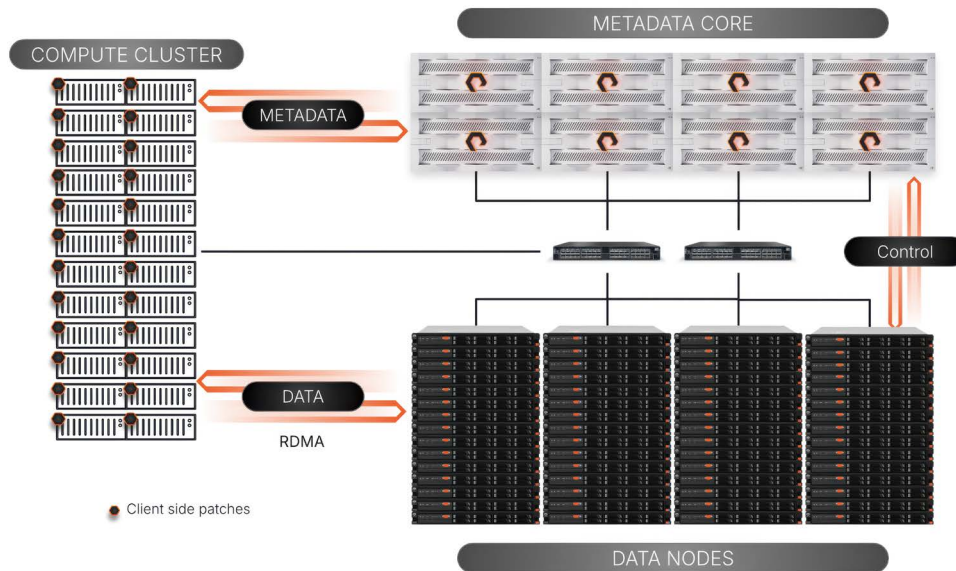 METADATA CORE
COMPUTE CLUSTER
METADATA
Control
DATA
RDMA
Client side patches
DATA NODES